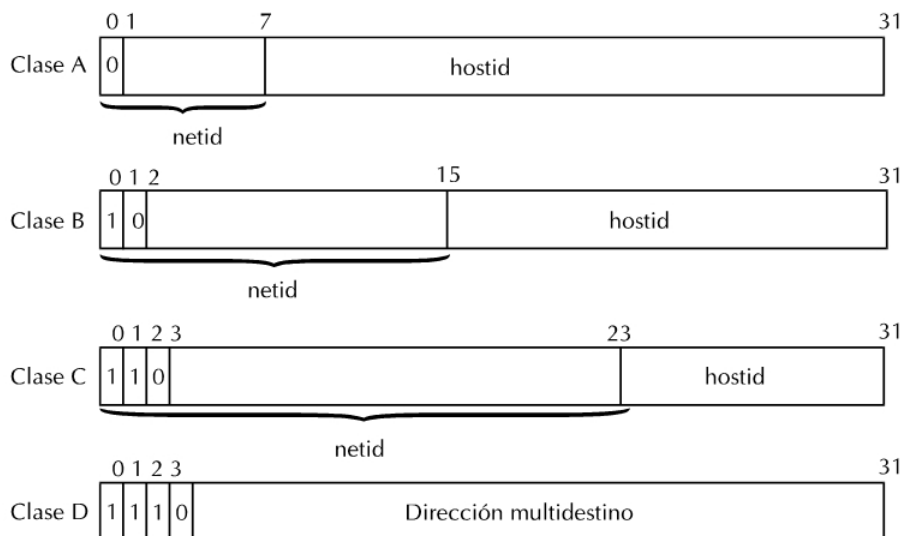 0 1 7 31
Clase A 0 hostid
netid
0 1 2 15 31
Clase B 1 0 hostid
netid
0 1 2 3 23 31
Clase C 1 1 0 hostid
netid
0 1 2 3 31
Clase D 1 1 1 0 Dirección multidestino